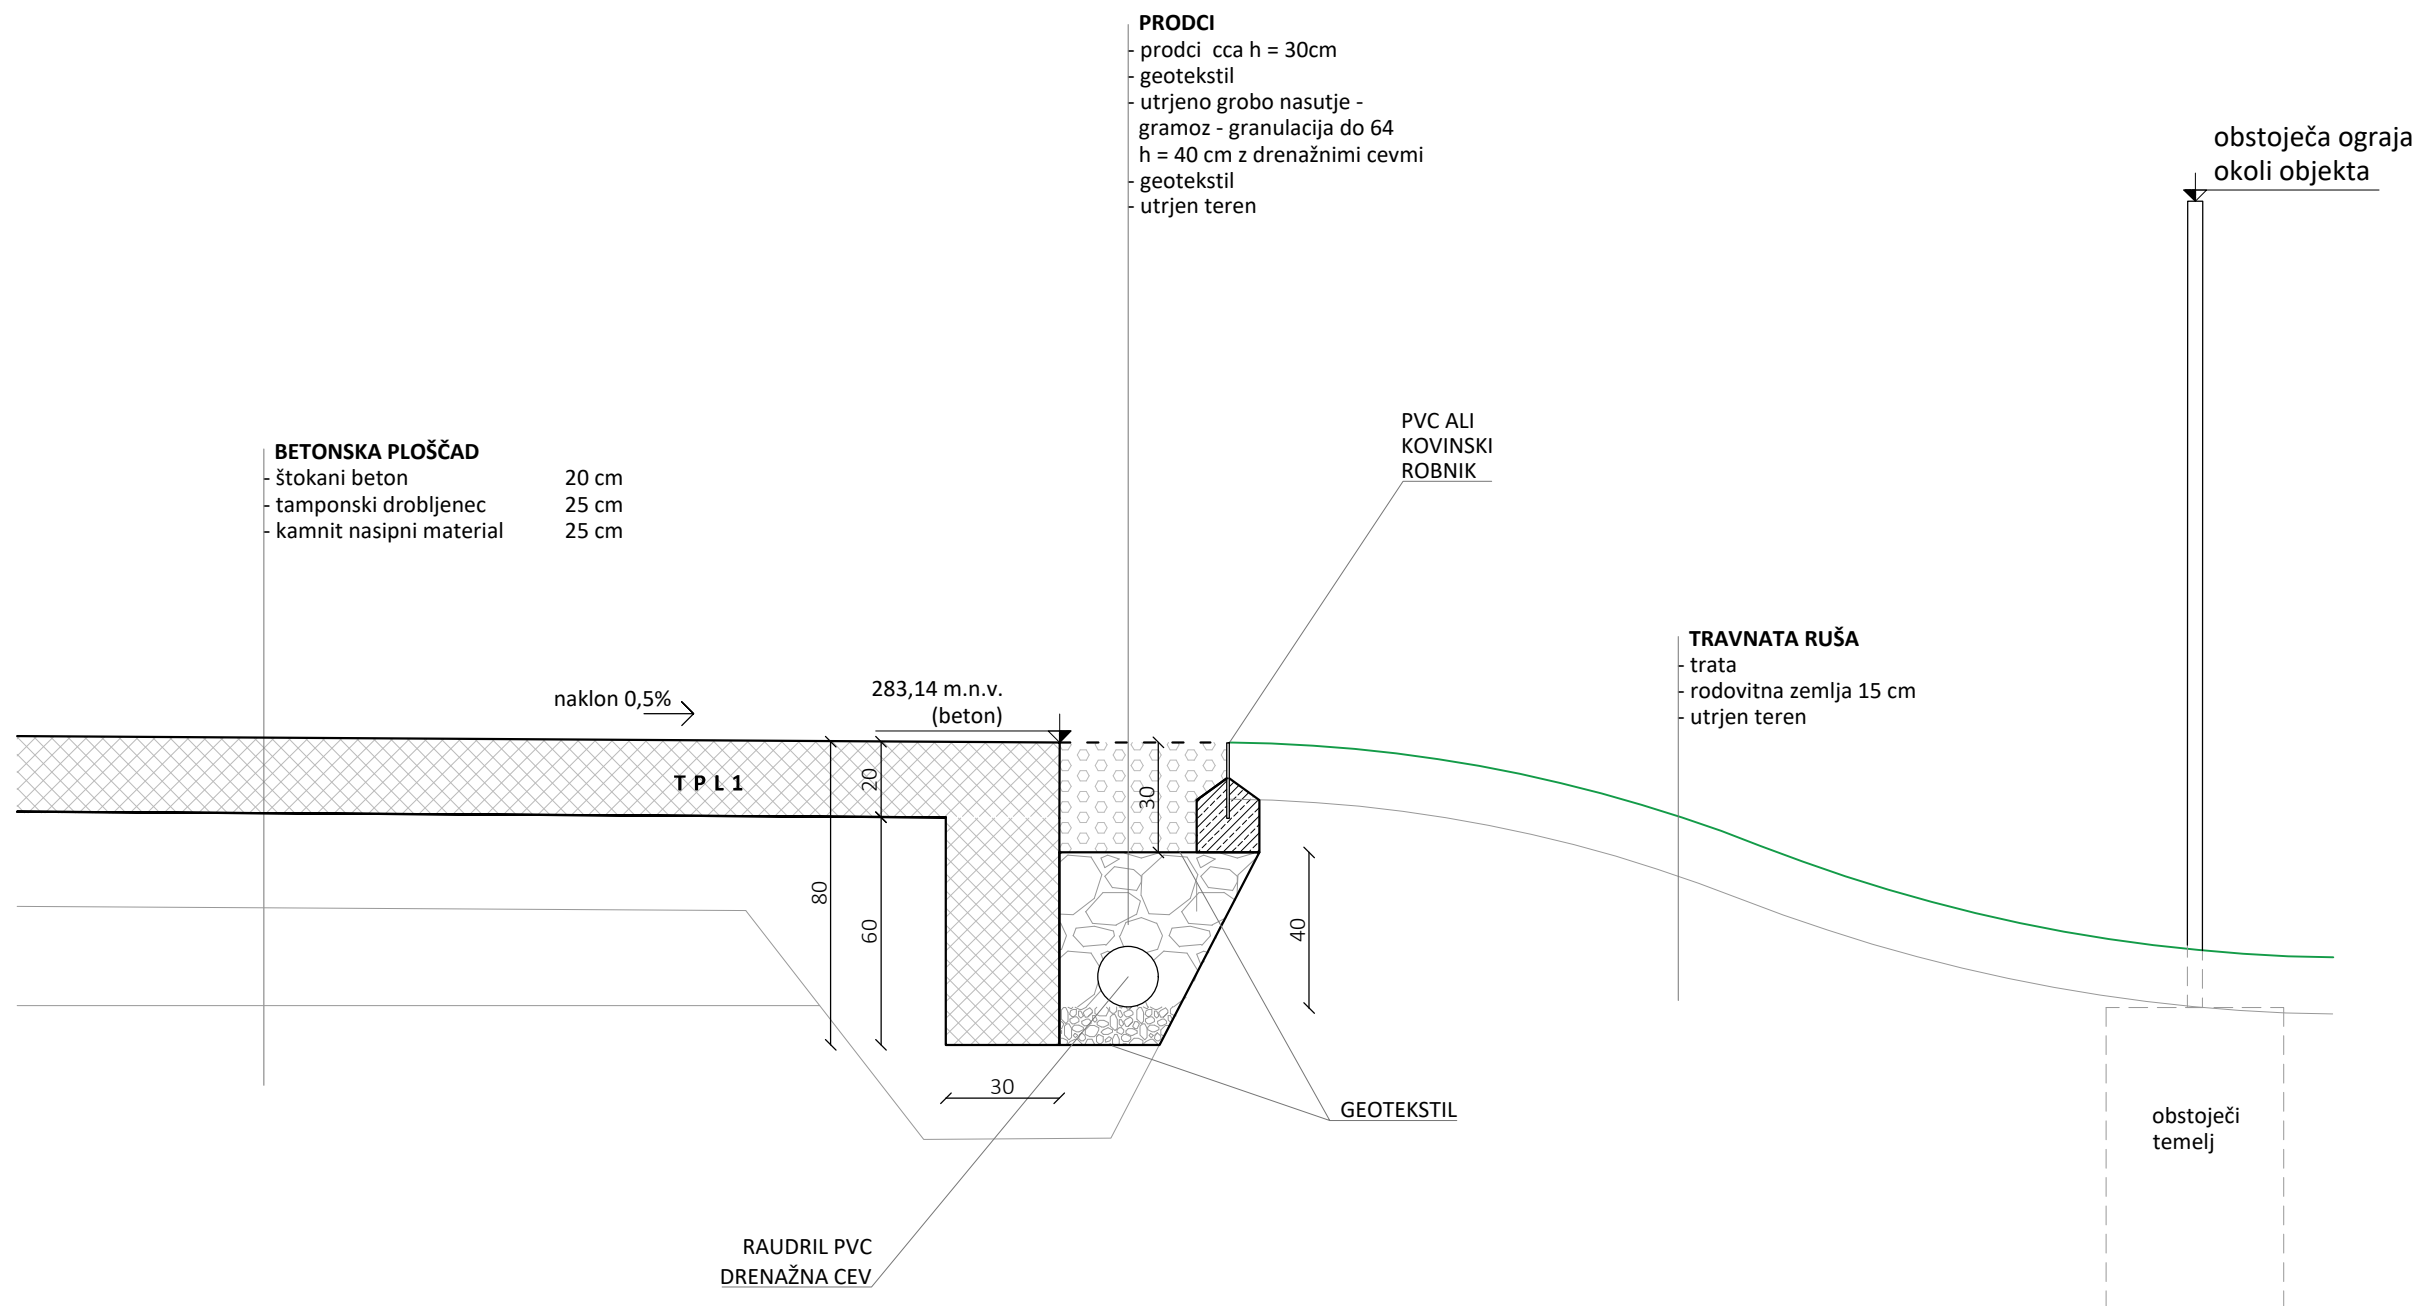 PRODCI
- prodci cca h = 30cm
- geotekstil
- utrjeno grobo nasutje -
gramoz - granulacija do 64
h = 40 cm z drenažnimi cevmi
- geotekstil
- utrjen teren
obstoječa ograja
okoli objekta
PVC ALI
KOVINSKI
ROBNIK
BETONSKA PLOŠČAD
- štokani beton 20 cm
- tamponski drobljenec 25 cm
- kamnit nasipni material 25 cm
TRAVNATA RUŠA
- trata
- rodovitna zemlja 15 cm
- utrjen teren
naklon 0,5%
283,14 m.n.v.
(beton)
T P L 1
20
30
80
60
40
30
GEOTEKSTIL
obstoječi
temelj
RAUDRIL PVC
DRENAŽNA CEV